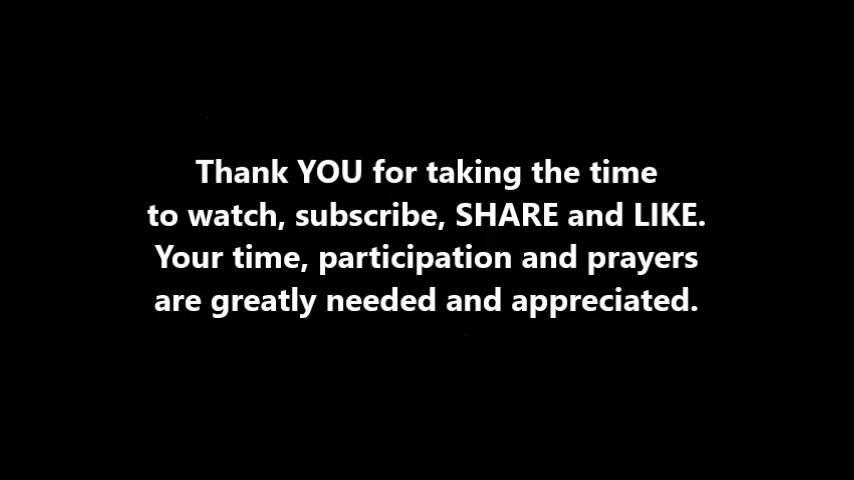 Thank YOU for taking the time
to watch, subscribe, SHARE and LIKE.
Your time, participation and prayers
are greatly needed and appreciated.